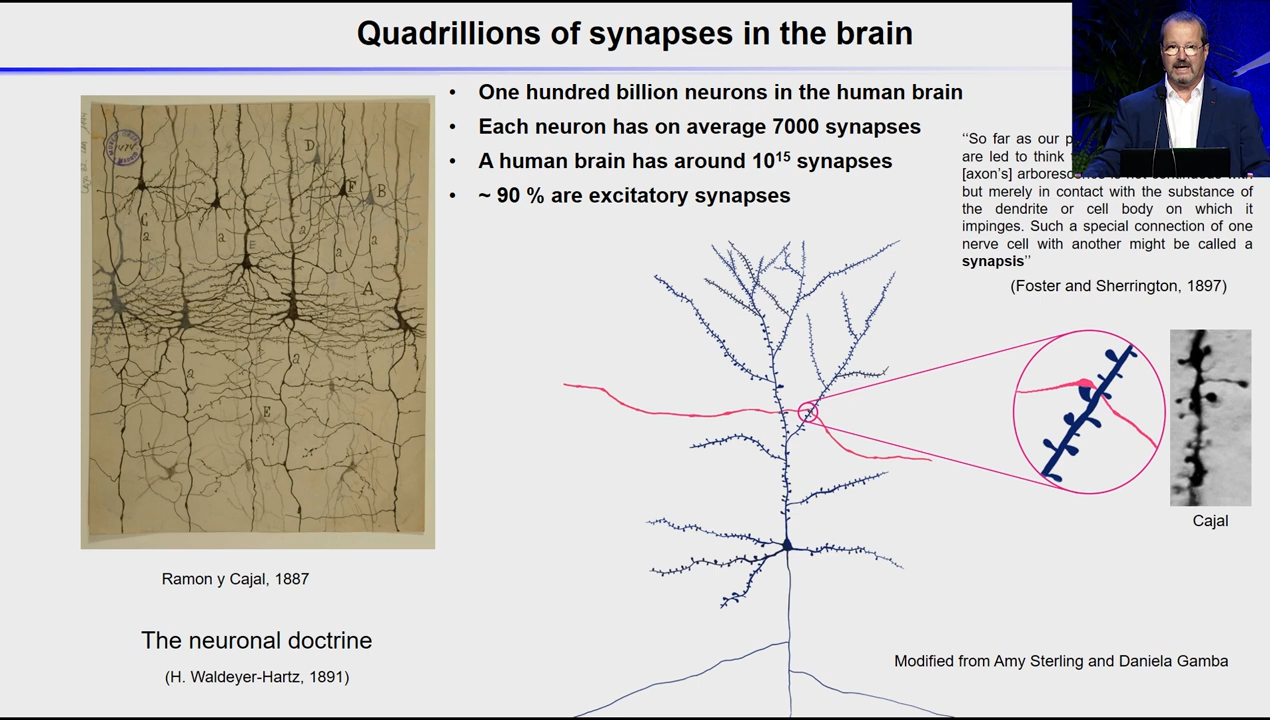 Quadrillions of synapses in the brain
• One hundred billion neurons in the human brain
• Each neuron has on average 7000 synapses
• A human brain has around 10¹⁵ synapses
• ~ 90 % are excitatory synapses
“So far as our
are led to think
[axon’s]
but merely in contact with the substance of
the dendrite or cell body on which it
impinges. Such a special connection of one
nerve cell with another might be called a
synapsis”
(Foster and Sherrington, 1897)
D
F
B
C
a
a
E
a
a
a
A
a
a
E
Cajal
Ramon y Cajal, 1887
The neuronal doctrine
(H. Waldeyer-Hartz, 1891)
Modified from Amy Sterling and Daniela Gamba